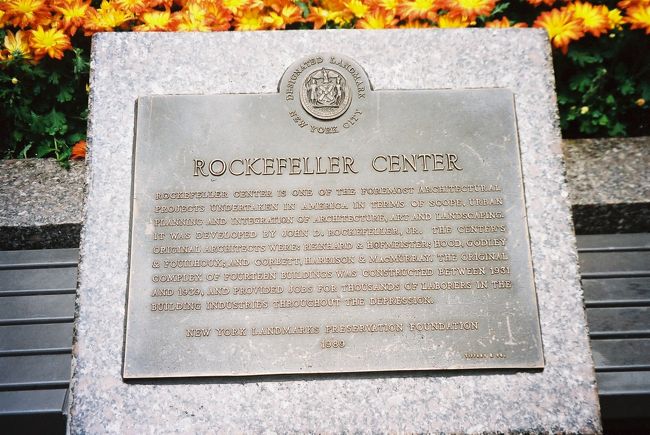 DESIGNATED LANDMARK
NEW YORK CITY
ROCKEFELLER CENTER
ROCKEFELLER CENTER IS ONE OF THE FOREMOST ARCHITECTURAL
PROJECTS UNDERTAKEN IN AMERICA IN TERMS OF SCOPE, URBAN
PLANNING AND INTEGRATION OF ARCHITECTURE, ART AND LANDSCAPING.
IT WAS DEVELOPED BY JOHN D. ROCKEFELLER, JR. THE CENTER'S
ORIGINAL ARCHITECTS WERE: REINHARD & HOFMEISTER; HOOD, GODLEY
& FOUILHOUX; AND CORBETT, HARRISON & MACMURRAY. THE ORIGINAL
COMPLEX OF FOURTEEN BUILDINGS WAS CONSTRUCTED BETWEEN 1931
AND 1939, AND PROVIDED JOBS FOR THOUSANDS OF LABORERS IN THE
BUILDING INDUSTRIES THROUGHOUT THE DEPRESSION.
NEW YORK LANDMARKS PRESERVATION FOUNDATION
1989
TIFFANY & CO.